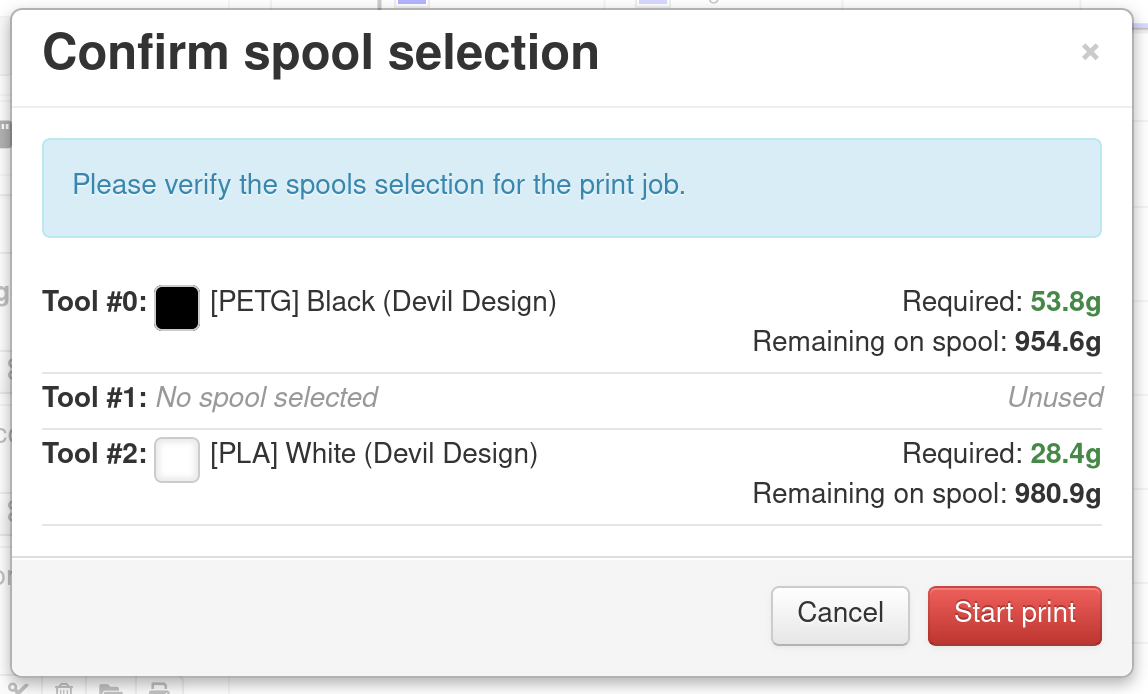 Confirm spool selection
×
Please verify the spools selection for the print job.
Tool #0: [PETG] Black (Devil Design) Required: 53.8g
Remaining on spool: 954.6g
Tool #1: No spool selected Unused
Tool #2: [PLA] White (Devil Design) Required: 28.4g
Remaining on spool: 980.9g
Cancel Start print